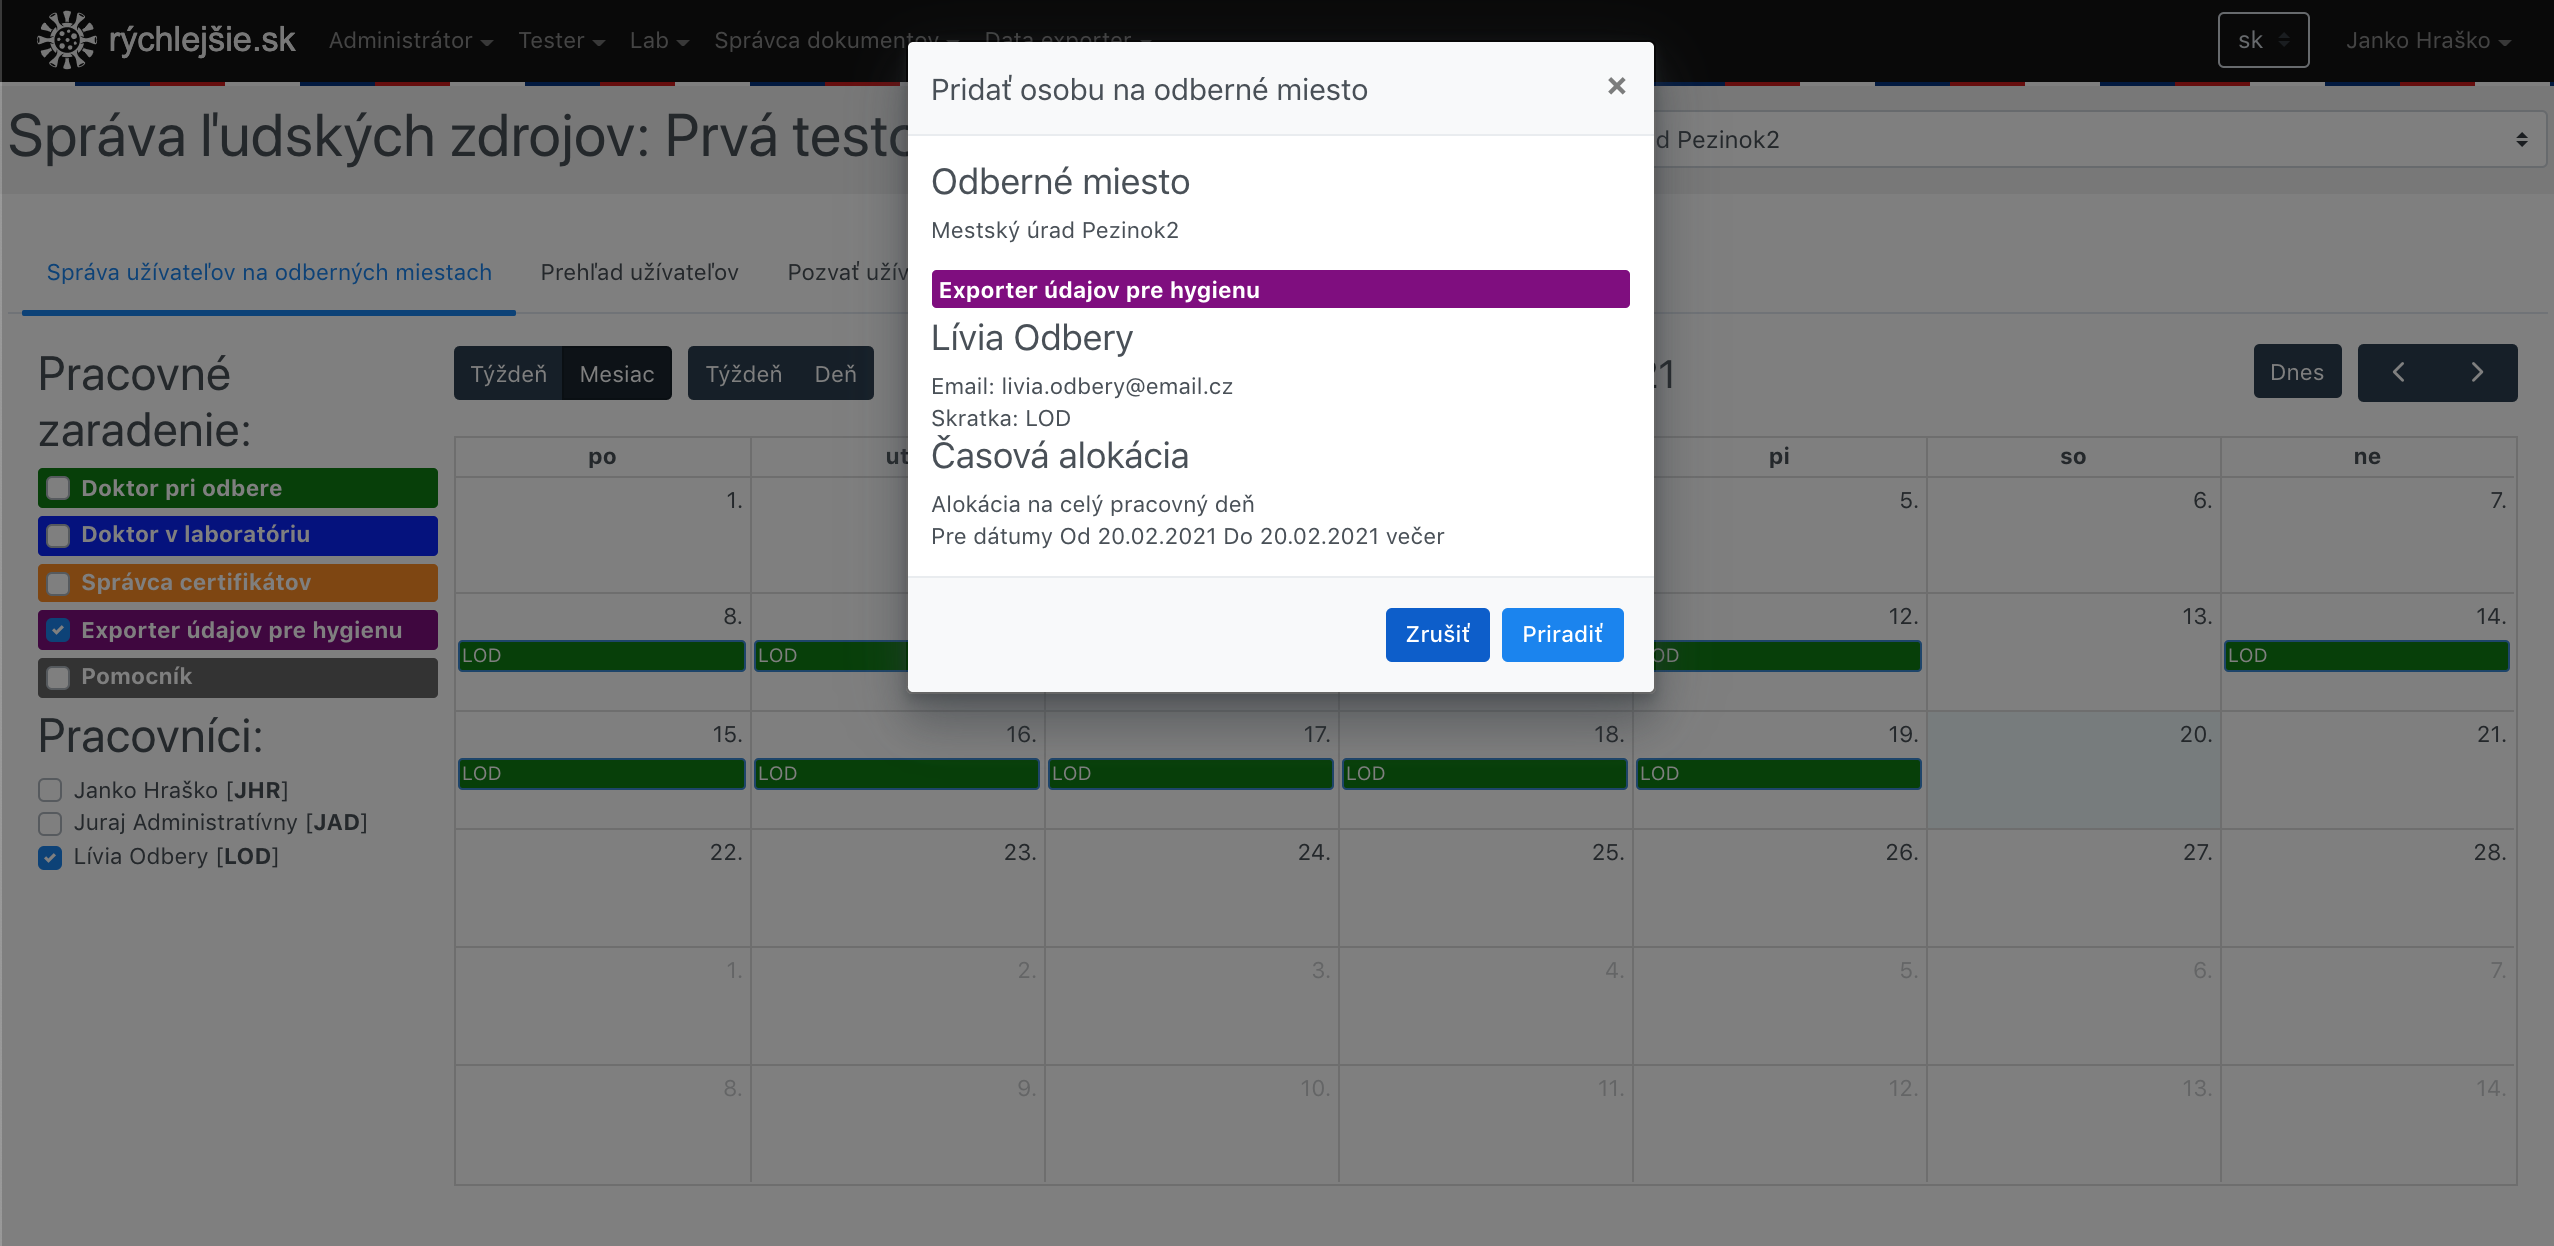 rýchlejšie.sk
Administrátor
Tester
Lab
Správca dokumentov
Data exporter
sk
Janko Hraško
Správa ľudských zdrojov: Prvá
Pezinok2
Správa užívateľov na odberných miestach
Prehľad užívateľov
Pozvať
Pracovné
zaradenie:
Doktor pri odbere
Doktor v laboratóriu
Správca certifikátov
Exporter údajov pre hygienu
Pomocník
Pracovníci:
Janko Hraško [JHR]
Juraj Administratívny [JAD]
Lívia Odbery [LOD]
Týždeň Mesiac Týždeň Deň
Dnes
po ut pi so ne
1. 5. 6. 7.
8. 12. 13. 14.
LOD LOD LOD
15. 16. 17. 18. 19. 20. 21.
LOD LOD LOD LOD LOD
22. 23. 24. 25. 26. 27. 28.
1. 2. 3. 4. 5. 6. 7.
8. 9. 10. 11. 12. 13. 14.
Pridať osobu na odberné miesto
×
Odberné miesto
Mestský úrad Pezinok2
Exporter údajov pre hygienu
Lívia Odbery
Email: livia.odbery@email.cz
Skratka: LOD
Časová alokácia
Alokácia na celý pracovný deň
Pre dátumy Od 20.02.2021 Do 20.02.2021 večer
Zrušiť
Priradiť